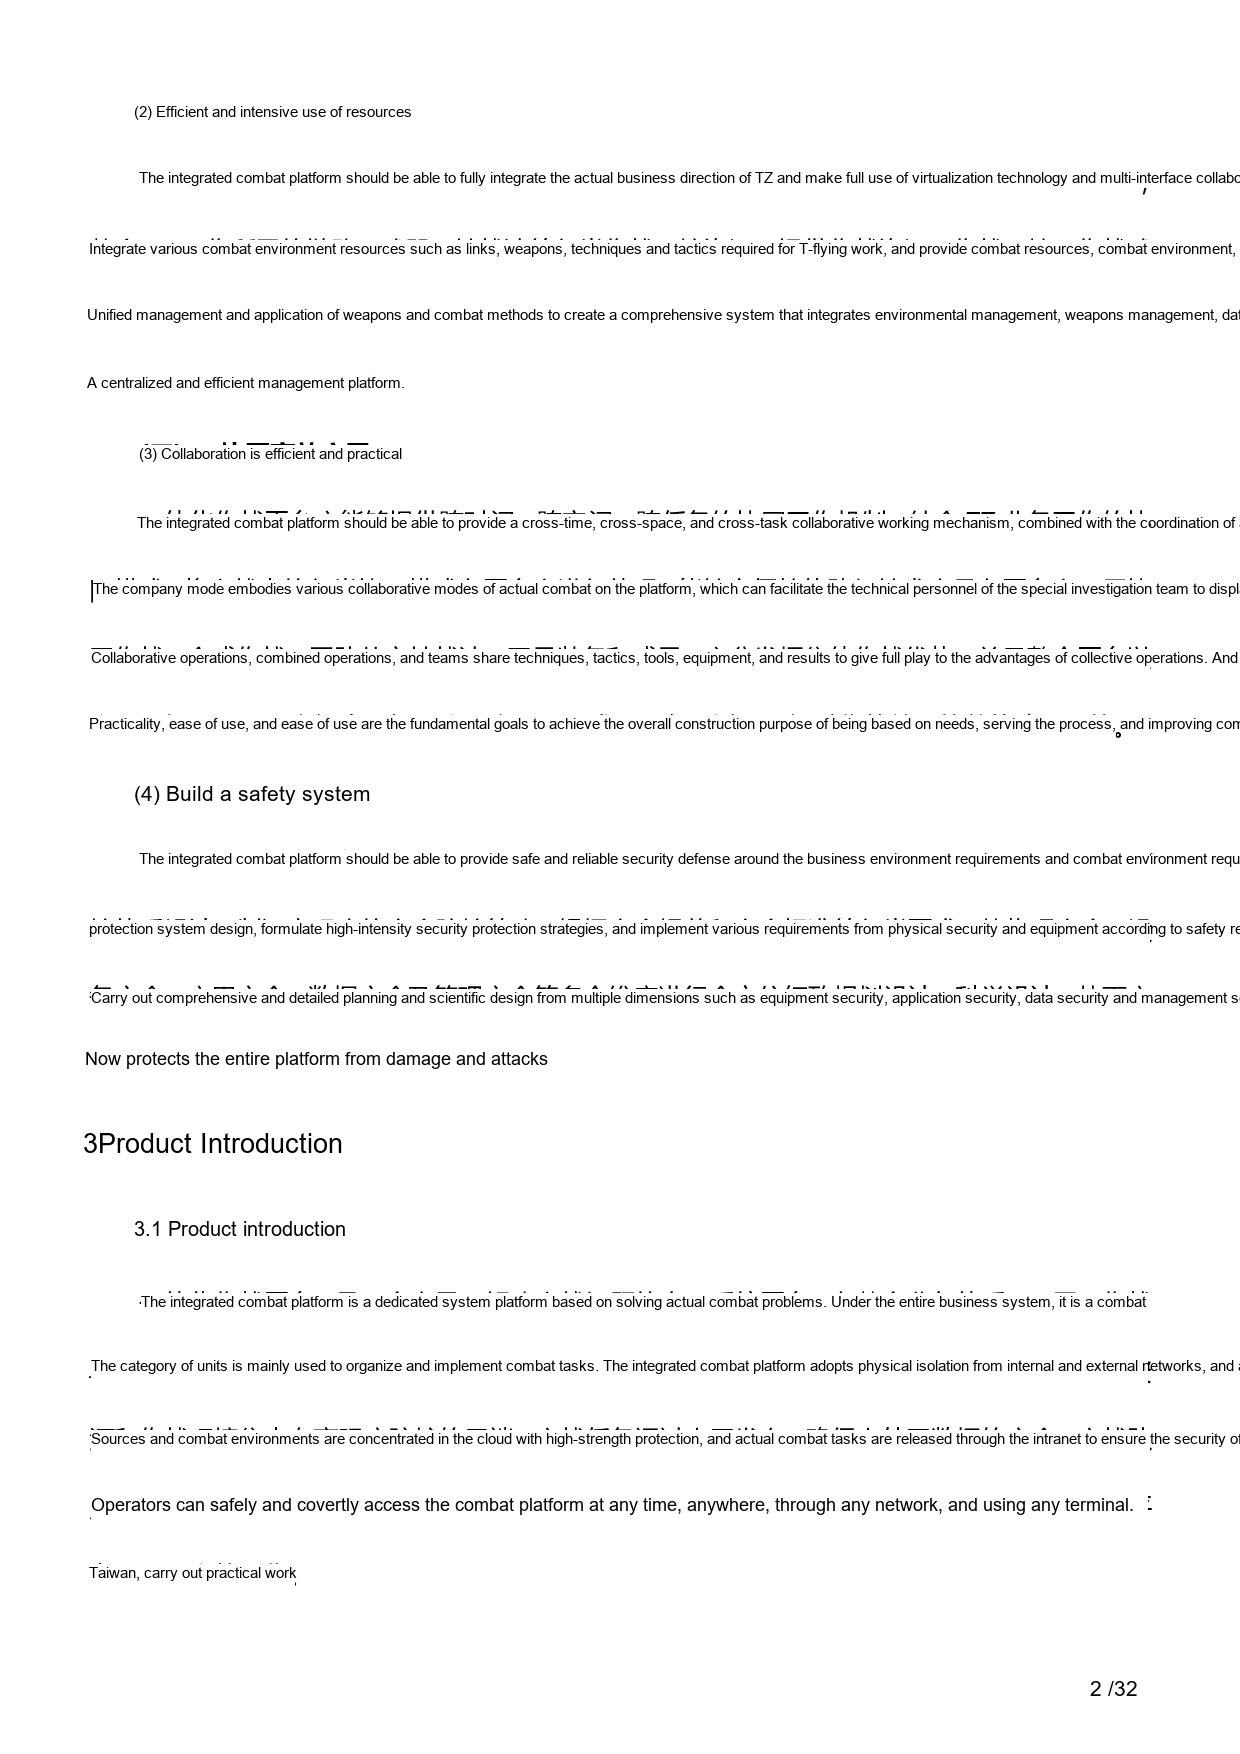 (2) Efficient and intensive use of resources
The integrated combat platform should be able to fully integrate the actual business direction of TZ and make full use of virtualization technology and multi-interface
Integrate various combat environment resources such as links, weapons, techniques and tactics required for T-flying work, and provide combat resources, combat environment,
Unified management and application of weapons and combat methods to create a comprehensive system that integrates environmental management, weapons management,
A centralized and efficient management platform.
(3) Collaboration is efficient and practical
The integrated combat platform should be able to provide a cross-time, cross-space, and cross-task collaborative working mechanism, combined with the coordination of
The company mode embodies various collaborative modes of actual combat on the platform, which can facilitate the technical personnel of the special investigation team to
Collaborative operations, combined operations, and teams share techniques, tactics, tools, equipment, and results to give full play to the advantages of collective operations. And
Practicality, ease of use, and ease of use are the fundamental goals to achieve the overall construction purpose of being based on needs, serving the process, and improving
(4) Build a safety system
The integrated combat platform should be able to provide safe and reliable security defense around the business environment requirements and combat environment
protection system design, formulate high-intensity security protection strategies, and implement various requirements from physical security and equipment according to safety
Carry out comprehensive and detailed planning and scientific design from multiple dimensions such as equipment security, application security, data security and management
Now protects the entire platform from damage and attacks
3Product Introduction
3.1 Product introduction
The integrated combat platform is a dedicated system platform based on solving actual combat problems. Under the entire business system, it is a combat
The category of units is mainly used to organize and implement combat tasks. The integrated combat platform adopts physical isolation from internal and external networks, and
Sources and combat environments are concentrated in the cloud with high-strength protection, and actual combat tasks are released through the intranet to ensure the security of
Operators can safely and covertly access the combat platform at any time, anywhere, through any network, and using any terminal.
Taiwan, carry out practical work
2 /32